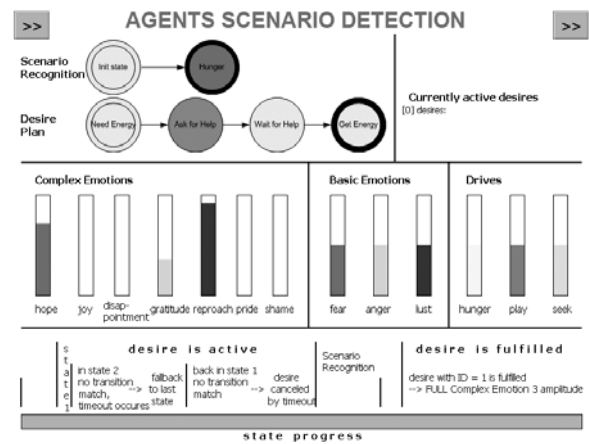 AGENTS SCENARIO DETECTION
>>
>>
Scenario
Recognition
Init state
Hunger
Desire
Plan
Need Energy
Ask for Help
Wait for Help
Get Energy
Currently active desires
[0] desires:
Complex Emotions
hope
joy
disap-
pointment
gratitude
reproach
pride
shame
Basic Emotions
fear
anger
lust
Drives
hunger
play
seek
s
t
a
t
e
1
desire is active
in state 2
no transition
match,
timeout occures
-->
fallback
to last
state
back in state 1
no transition
match
-->
desire
canceled
by timeout
Scenario
Recognition
desire is fulfilled
desire with ID = 1 is fulfilled
--> FULL Complex Emotion 3 amplitude
state progress